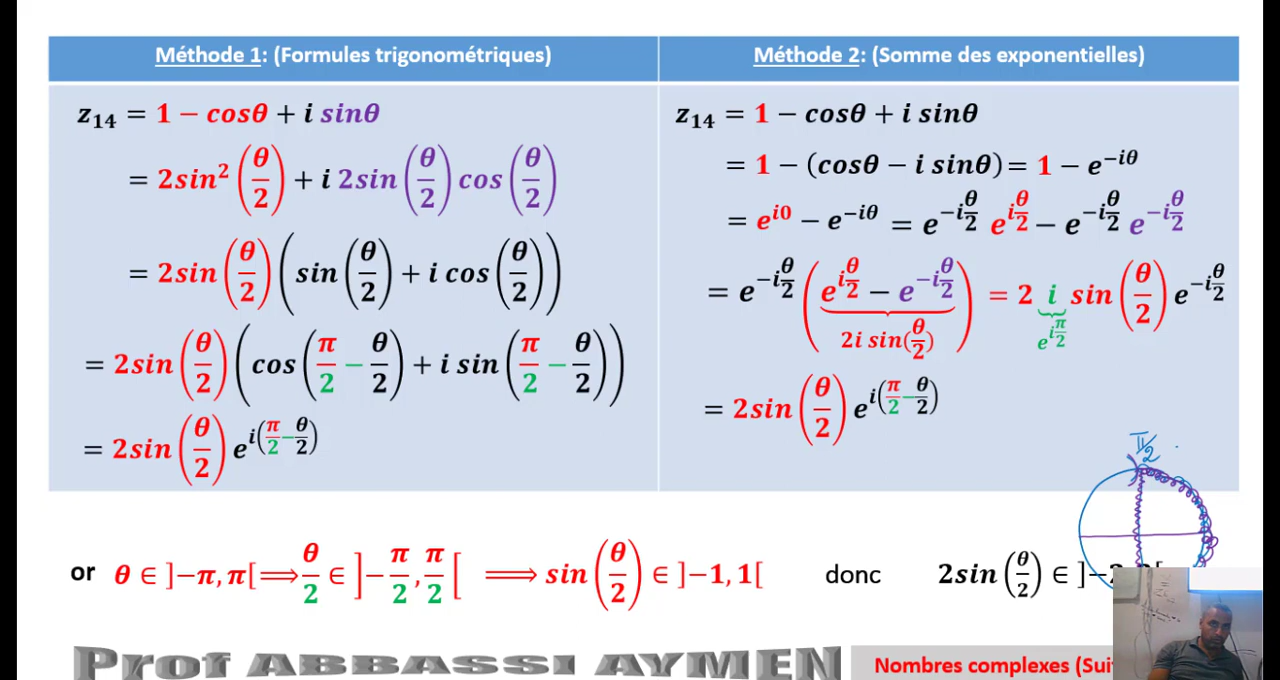 Méthode 1: (Formules trigonométriques)
z₁₄ = 1 − cosθ + i sinθ
= 2sin²(θ/2) + i 2sin(θ/2) cos(θ/2)
= 2sin(θ/2) (sin(θ/2) + i cos(θ/2))
= 2sin(θ/2) (cos(π/2 − θ/2) + i sin(π/2 − θ/2))
= 2sin(θ/2) e^{i(π/2 − θ/2)}
Méthode 2: (Somme des exponentielles)
z₁₄ = 1 − cosθ + i sinθ
= 1 − (cosθ − i sinθ) = 1 − e^{−iθ}
= e^{i0} − e^{−iθ} = e^{−iθ/2} e^{iθ/2} − e^{−iθ/2} e^{−iθ/2}
= e^{−iθ/2} (e^{iθ/2} − e^{−iθ/2}) = 2 i sin(θ/2) e^{−iθ/2}
2i sin(θ/2)
e^{iπ/2}
= 2sin(θ/2) e^{i(π/2 − θ/2)}
π/2
or θ ∈ ]−π, π[ ⟹ θ/2 ∈ ]−π/2, π/2[ ⟹ sin(θ/2) ∈ ]−1, 1[ donc 2sin(θ/2) ∈ ]−2
Prof ABBASSI AYMEN
Nombres complexes (Sui